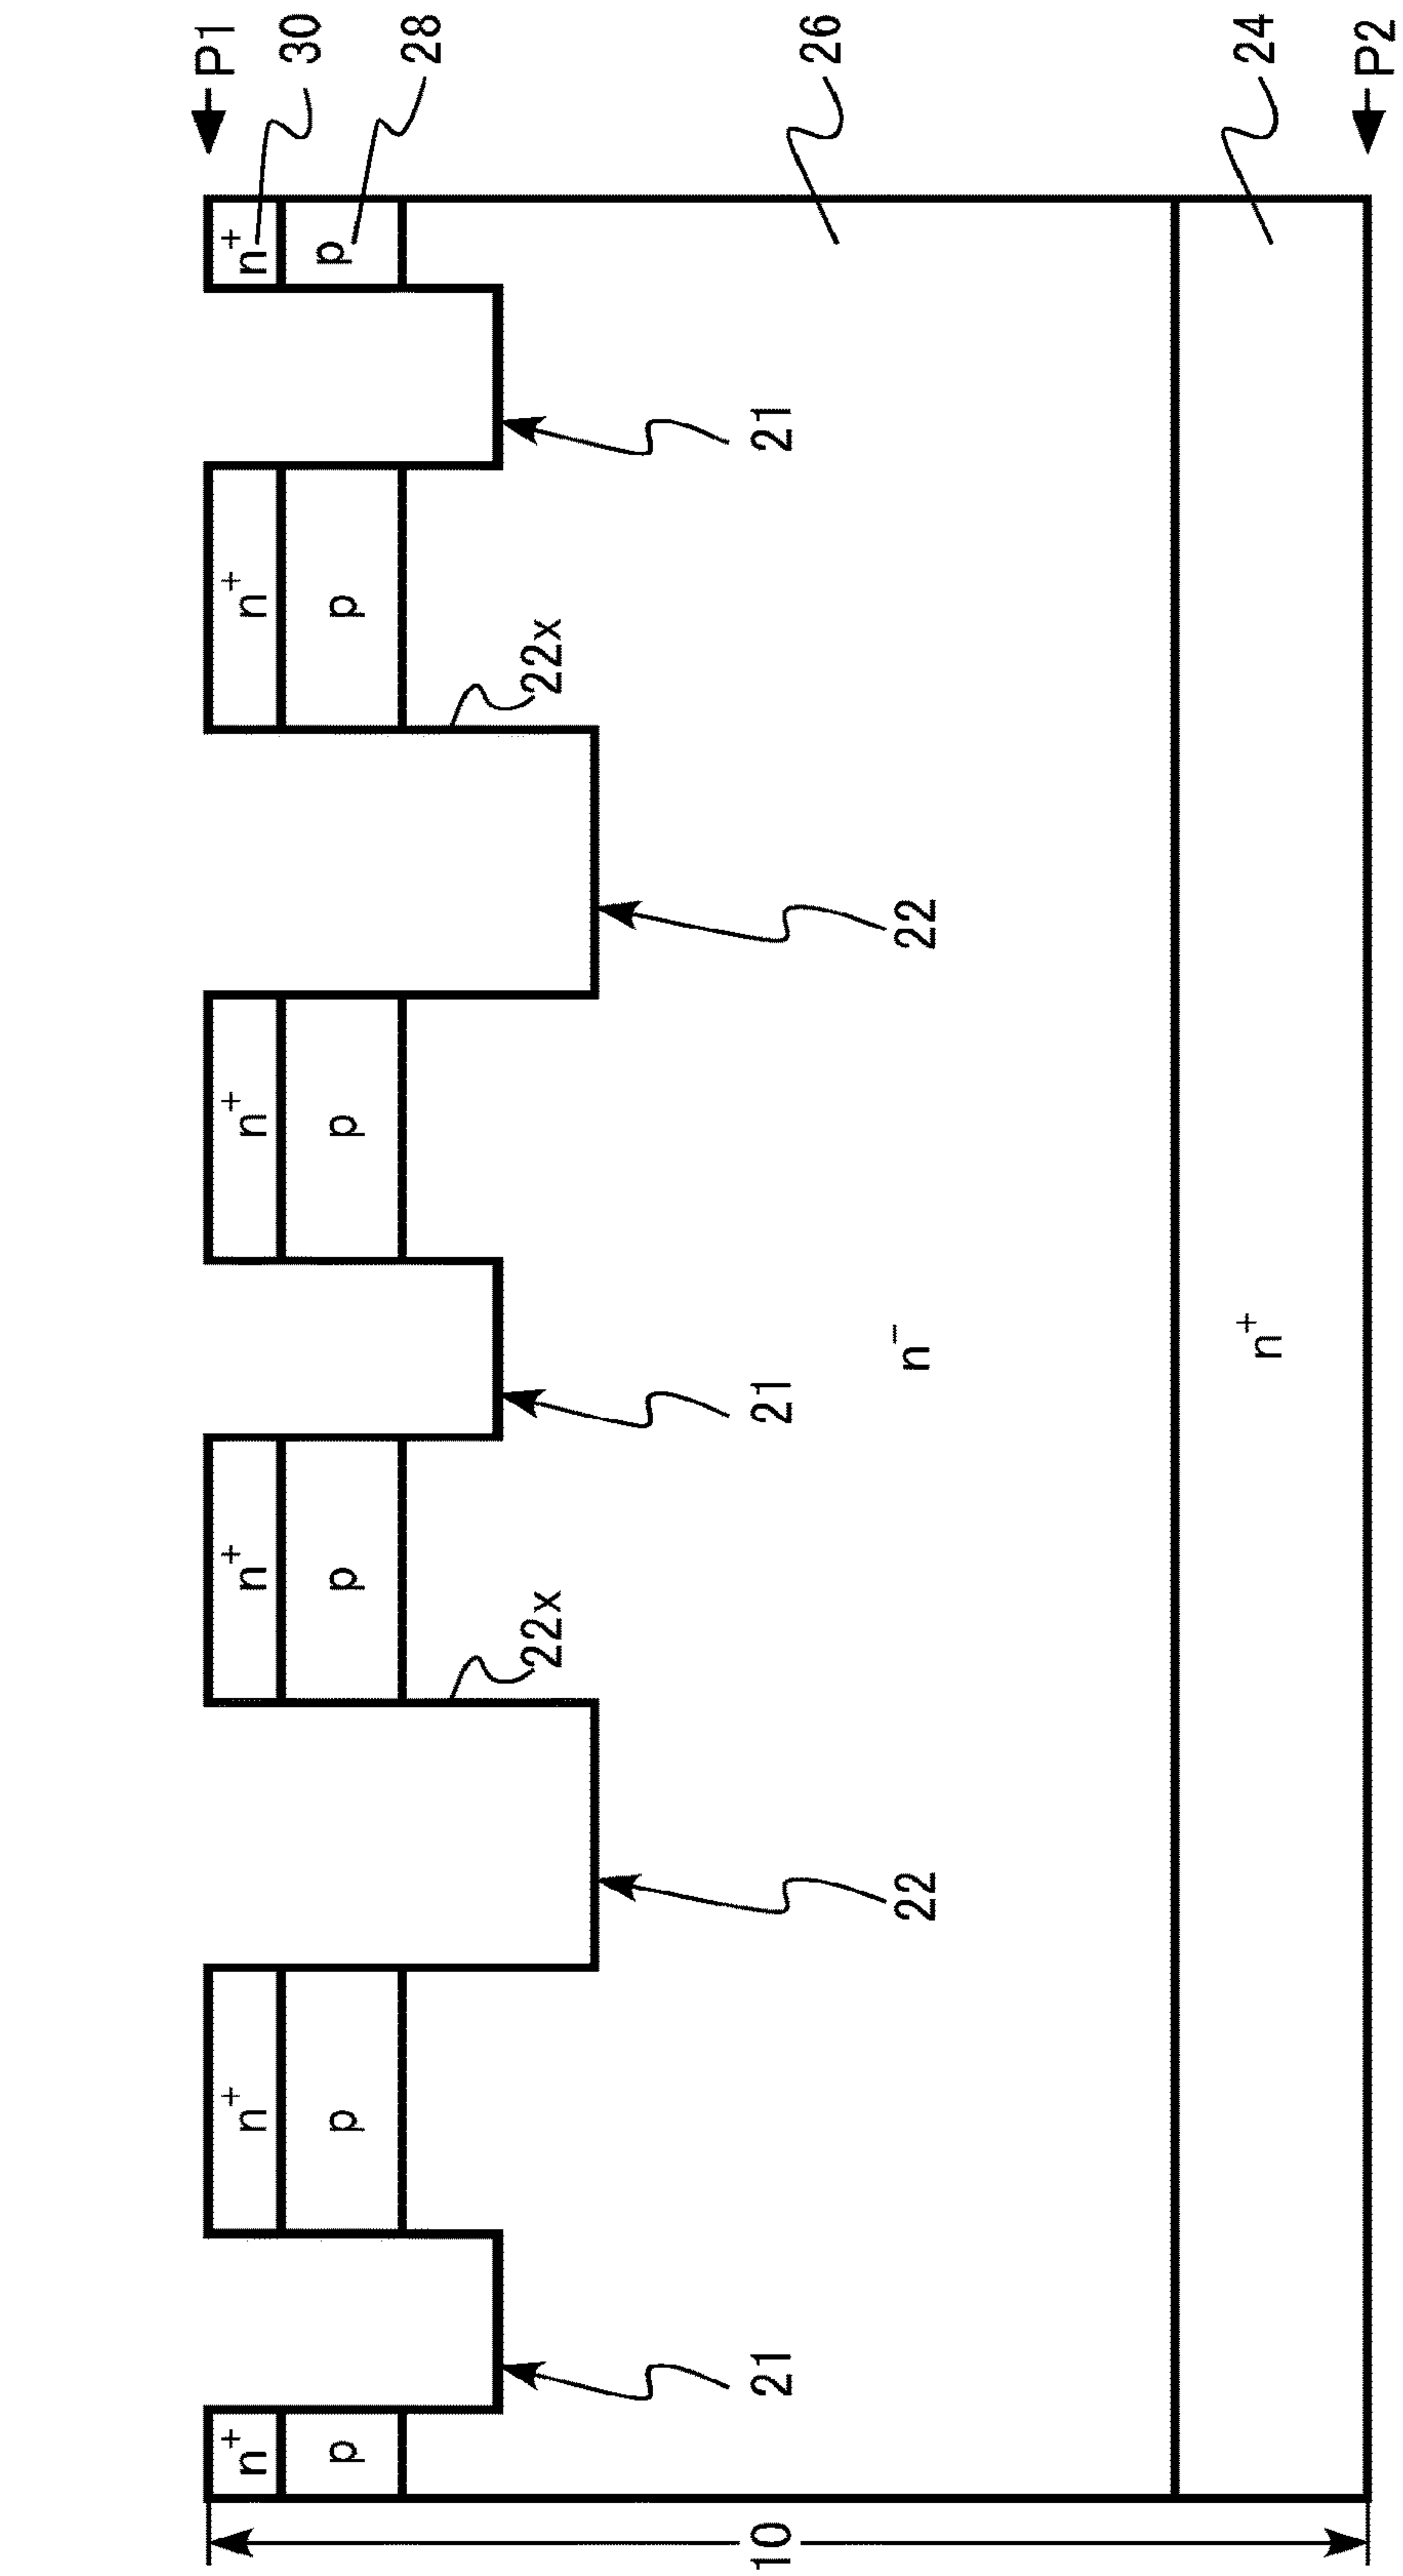 P1
n+ n+ n+ n+ n+ n+ 30
p p p p p p 28
22x 22x
10 21 21 21 26
22 n− 22
n+ 24
P2